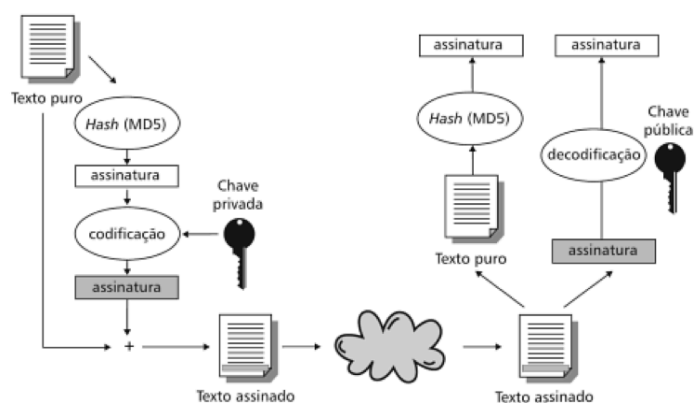 Texto puro
Hash (MD5)
assinatura
Chave
privada
codificação
assinatura
+
Texto assinado
assinatura
assinatura
Hash (MD5)
Chave
pública
decodificação
Texto puro
assinatura
Texto assinado